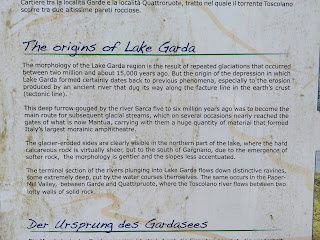 Cartiere tra la località Garde e la località Quattroruote, tratto nel quale il torrente Toscolano
scorre tra due altissime pareti rocciose.
The origins of Lake Garda
The morphology of the Lake Garda region is the result of repeated glaciations that occurred
between two million and about 15,000 years ago. But the origin of the depression in which
Lake Garda formed certainly dates back to previous phenomena, especially to the erosion
produced by an ancient river that dug its way along the facture line in the earth's crust
(tectonic line).
This deep furrow-gouged by the river Sarca five to six million years ago was to become the
main route for subsequent glacial streams, which on several occasions nearly reached the
gates of what is now Mantua, carrying with them a huge quantity of material that formed
Italy's largest morainic amphitheatre.
The glacier-eroded sides are clearly visible in the northern part of the lake, where the hard
calcareous rock is virtually sheer, but to the south of Gargnano, due to the emergence of
softer rock, the morphology is gentler and the slopes less accentuated.
The terminal section of the rivers plunging into Lake Garda flows down distinctive ravines,
some extremely deep, cut by the water courses themselves. The same occurs in the Paper-
Mill Valley, between Garde and Quattroruote, where the Toscolano river flows between two
lofty walls of solid rock.
Der Ursprung des Gardasees